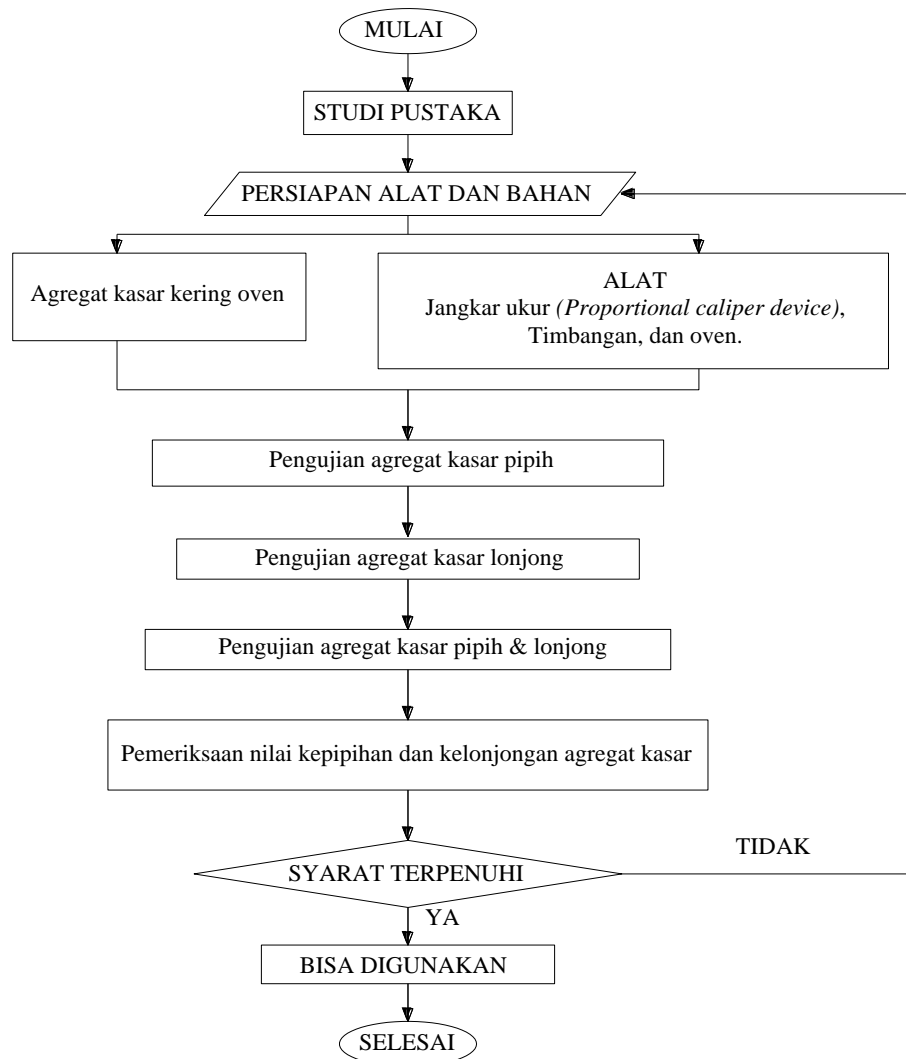 MULAI
STUDI PUSTAKA
PERSIAPAN ALAT DAN BAHAN
Agregat kasar kering oven
ALAT
Jangkar ukur (Proportional caliper device),
Timbangan, dan oven.
Pengujian agregat kasar pipih
Pengujian agregat kasar lonjong
Pengujian agregat kasar pipih & lonjong
Pemeriksaan nilai kepipihan dan kelonjongan agregat kasar
SYARAT TERPENUHI
TIDAK
YA
BISA DIGUNAKAN
SELESAI